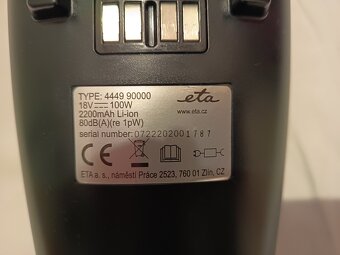 TYPE: 4449 90000
18V⎓100W
2200mAh Li-ion
80dB(A)(re 1pW)
eta
www.eta.cz
serial number:0722202001787
CE
ETA a. s., náměstí Práce 2523, 760 01 Zlín, CZ